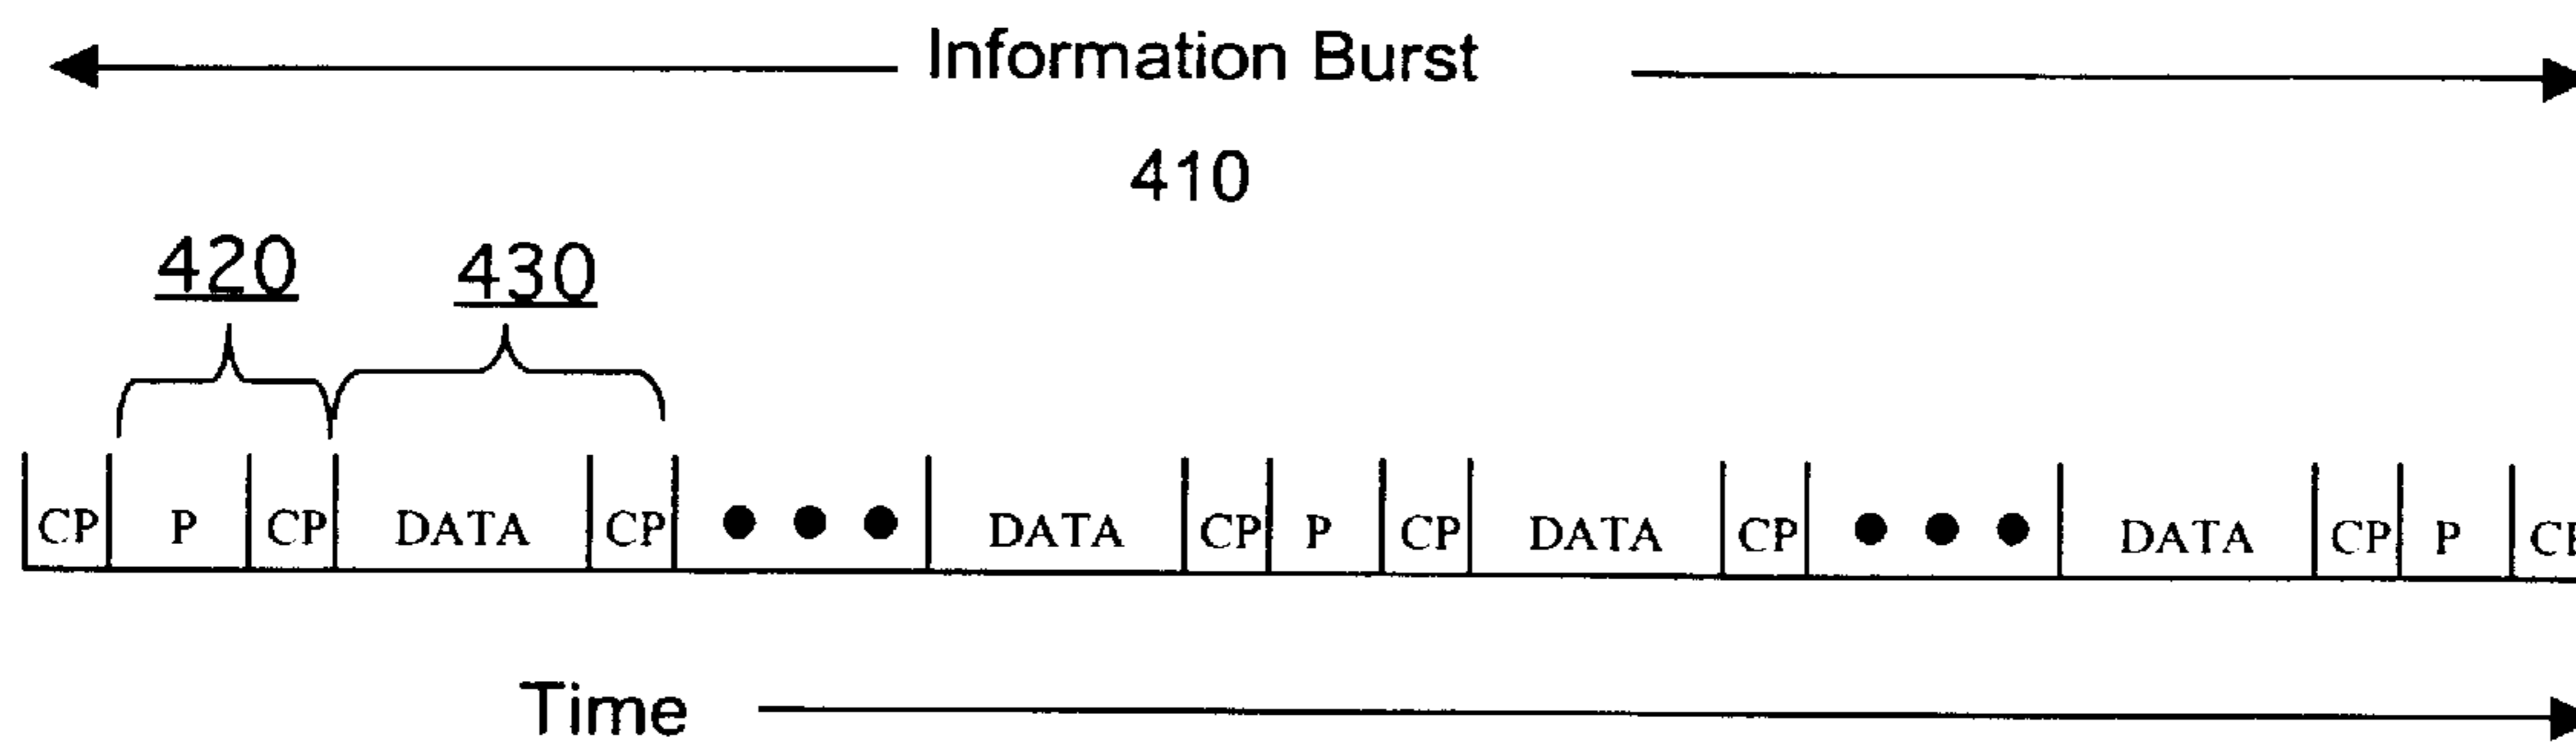 Information Burst
410
420 430
CP P CP DATA CP ● ● ● DATA CP P CP DATA CP ● ● ● DATA CP P
Time